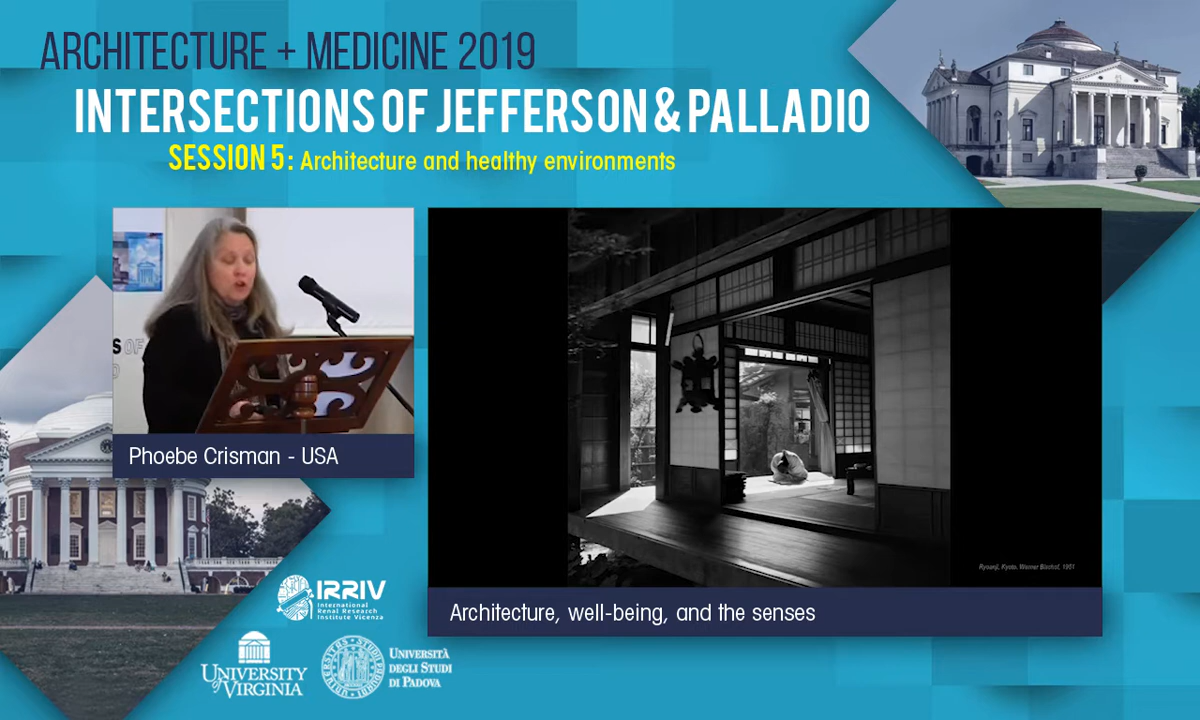 ARCHITECTURE + MEDICINE 2019
INTERSECTIONS OF JEFFERSON & PALLADIO
SESSION 5: Architecture and healthy environments
S OF
Phoebe Crisman - USA
Ryoanji, Kyoto, Werner Bischof, 1951
Architecture, well-being, and the senses
IRRIV
International
Renal Research
Institute Vicenza
UNIVERSITY
of VIRGINIA
UNIVERSITÀ
DEGLI STUDI
DI PADOVA